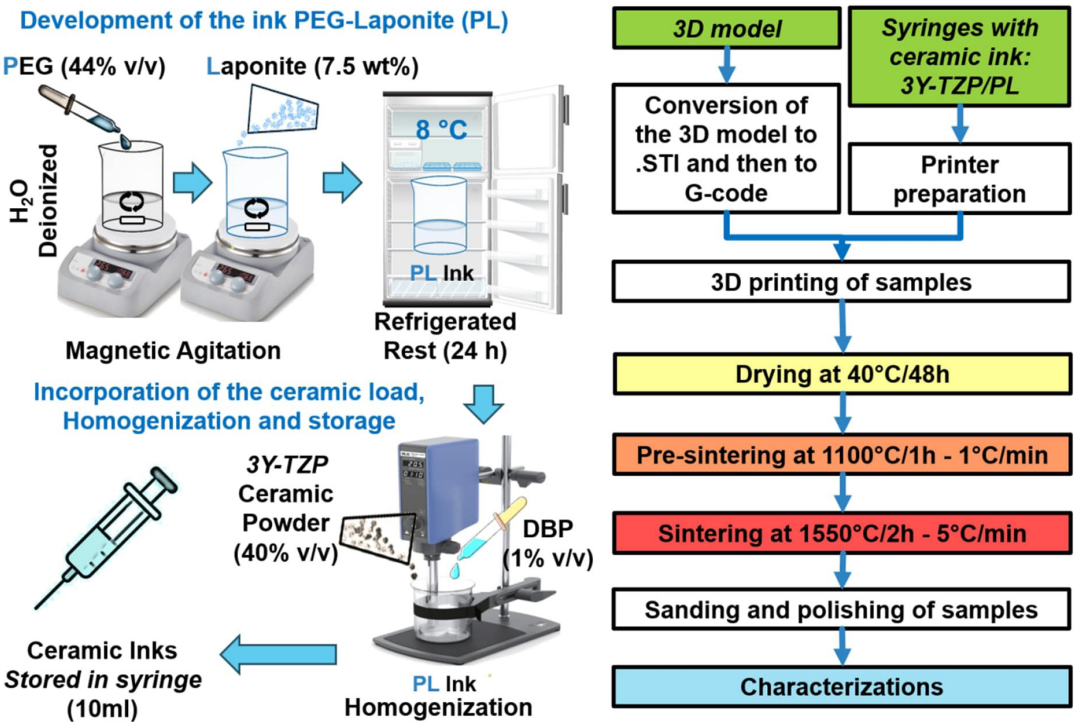 Development of the ink PEG-Laponite (PL)
PEG (44% v/v)
Laponite (7.5 wt%)
H₂O
Deionized
8 °C
PL Ink
Magnetic Agitation
Refrigerated
Rest (24 h)
Incorporation of the ceramic load,
Homogenization and storage
3Y-TZP
Ceramic
Powder
(40% v/v)
DBP
(1% v/v)
PL Ink
Homogenization
Ceramic Inks
Stored in syringe
(10ml)
3D model
Conversion of
the 3D model to
.STI and then to
G-code
Syringes with
ceramic ink:
3Y-TZP/PL
Printer
preparation
3D printing of samples
Drying at 40°C/48h
Pre-sintering at 1100°C/1h - 1°C/min
Sintering at 1550°C/2h - 5°C/min
Sanding and polishing of samples
Characterizations